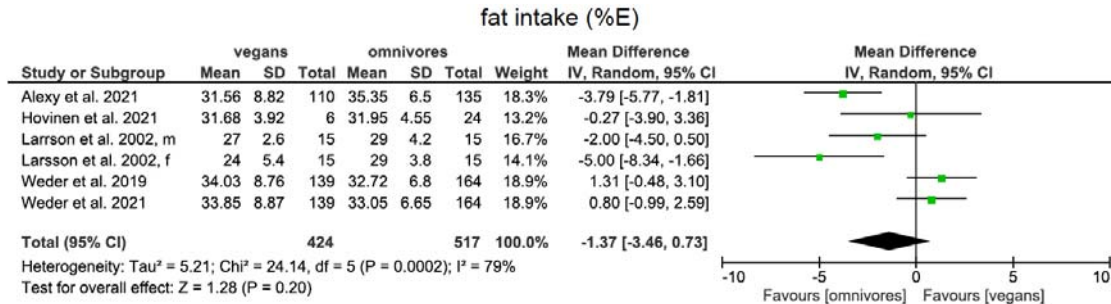 fat intake (%E)
vegans omnivores Mean Difference Mean Difference
Study or Subgroup Mean SD Total Mean SD Total Weight IV, Random, 95% CI IV, Random, 95% CI
Alexy et al. 2021 31.56 8.82 110 35.35 6.5 135 18.3% -3.79 [-5.77, -1.81]
Hovinen et al. 2021 31.68 3.92 6 31.95 4.55 24 13.2% -0.27 [-3.90, 3.36]
Larrson et al. 2002, m 27 2.6 15 29 4.2 15 16.7% -2.00 [-4.50, 0.50]
Larsson et al. 2002, f 24 5.4 15 29 3.8 15 14.1% -5.00 [-8.34, -1.66]
Weder et al. 2019 34.03 8.76 139 32.72 6.8 164 18.9% 1.31 [-0.48, 3.10]
Weder et al. 2021 33.85 8.87 139 33.05 6.65 164 18.9% 0.80 [-0.99, 2.59]
Total (95% CI) 424 517 100.0% -1.37 [-3.46, 0.73]
Heterogeneity: Tau² = 5.21; Chi² = 24.14, df = 5 (P = 0.0002); I² = 79%
Test for overall effect: Z = 1.28 (P = 0.20)
-10 -5 0 5 10
Favours [omnivores] Favours [vegans]